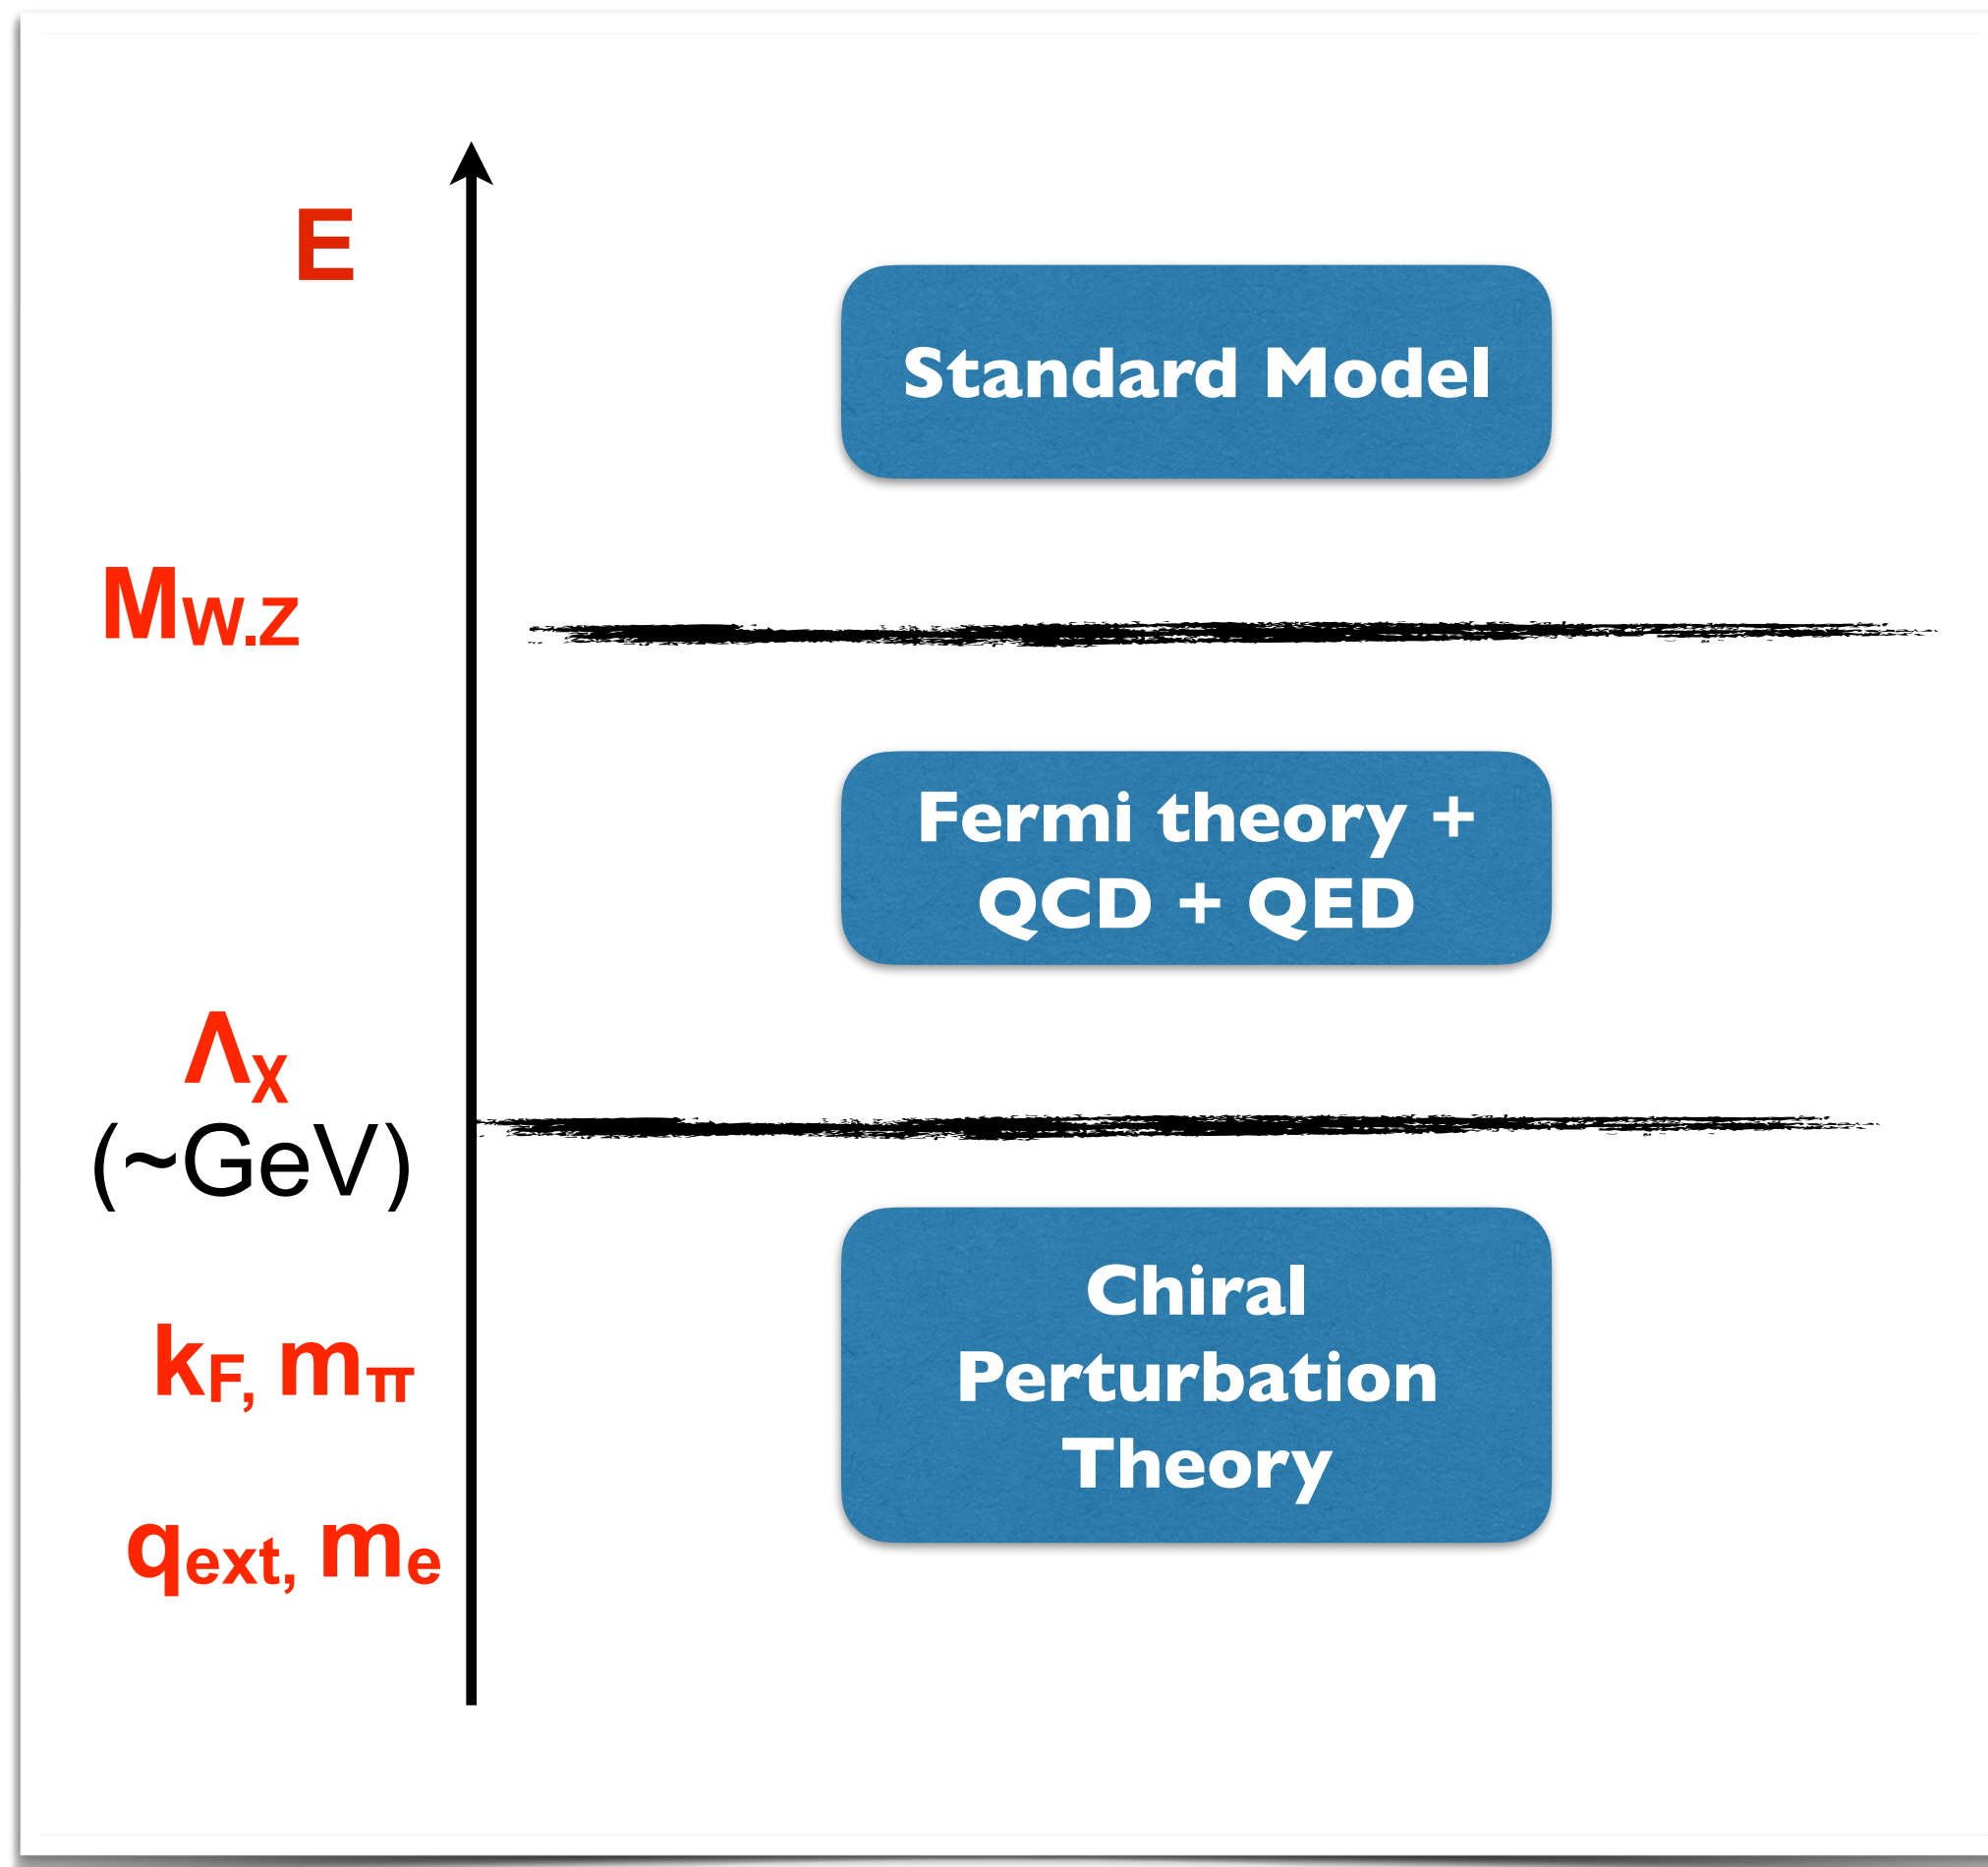 E
Standard Model
Mw.z
Fermi theory +
QCD + QED
Λχ
(~GeV)
Chiral
Perturbation
Theory
kF, mπ
qext, me